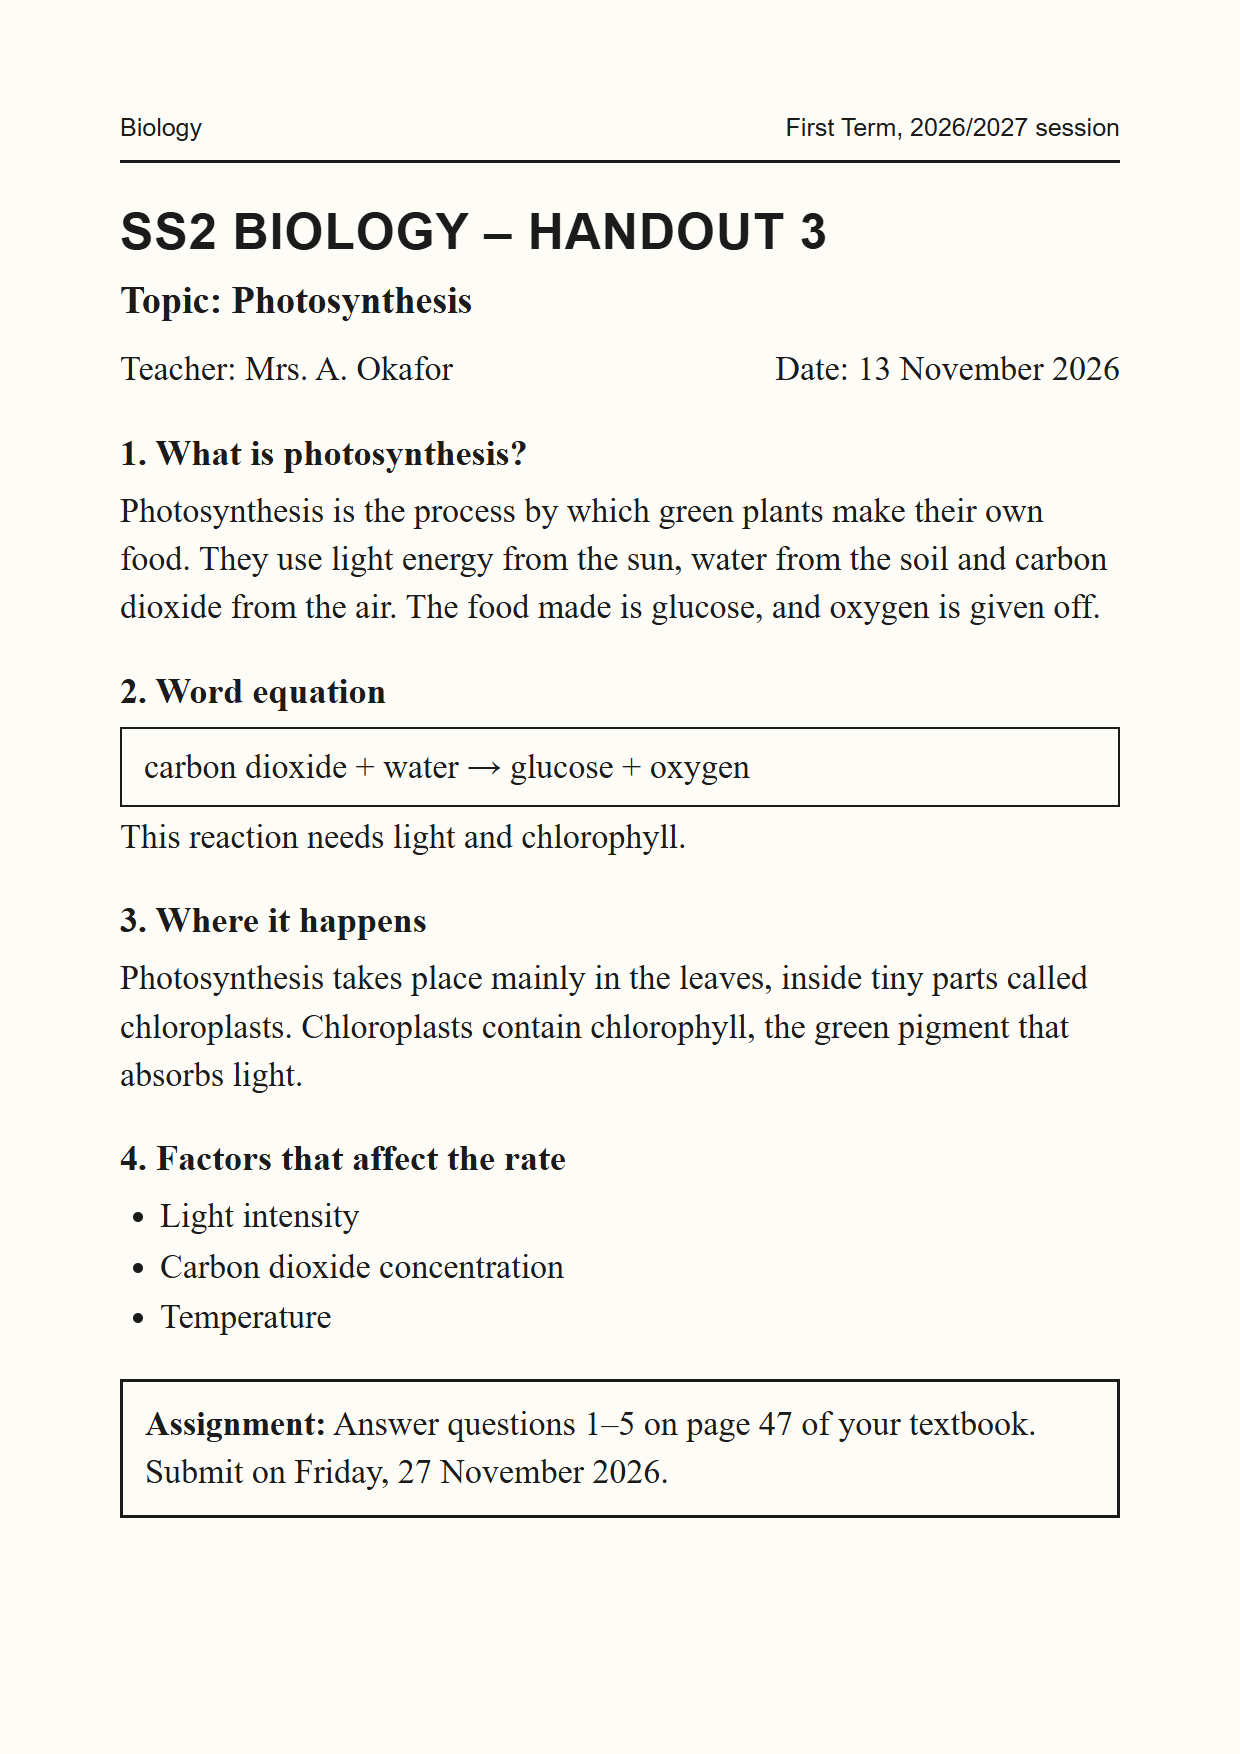 Biology
First Term, 2026/2027 session
SS2 BIOLOGY – HANDOUT 3
Topic: Photosynthesis
Teacher: Mrs. A. Okafor
Date: 13 November 2026
1. What is photosynthesis?
Photosynthesis is the process by which green plants make their own
food. They use light energy from the sun, water from the soil and carbon
dioxide from the air. The food made is glucose, and oxygen is given off.
2. Word equation
carbon dioxide + water → glucose + oxygen
This reaction needs light and chlorophyll.
3. Where it happens
Photosynthesis takes place mainly in the leaves, inside tiny parts called
chloroplasts. Chloroplasts contain chlorophyll, the green pigment that
absorbs light.
4. Factors that affect the rate
• Light intensity
• Carbon dioxide concentration
• Temperature
Assignment: Answer questions 1–5 on page 47 of your textbook.
Submit on Friday, 27 November 2026.